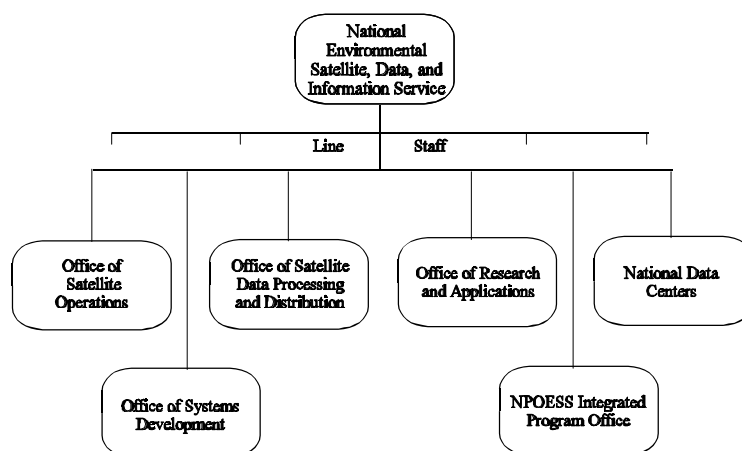 National
Environmental
Satellite, Data, and
Information Service
Line Staff
Office of
Satellite
Operations
Office of Satellite
Data Processing
and Distribution
Office of Research
and Applications
National Data
Centers
Office of Systems
Development
NPOESS Integrated
Program Office